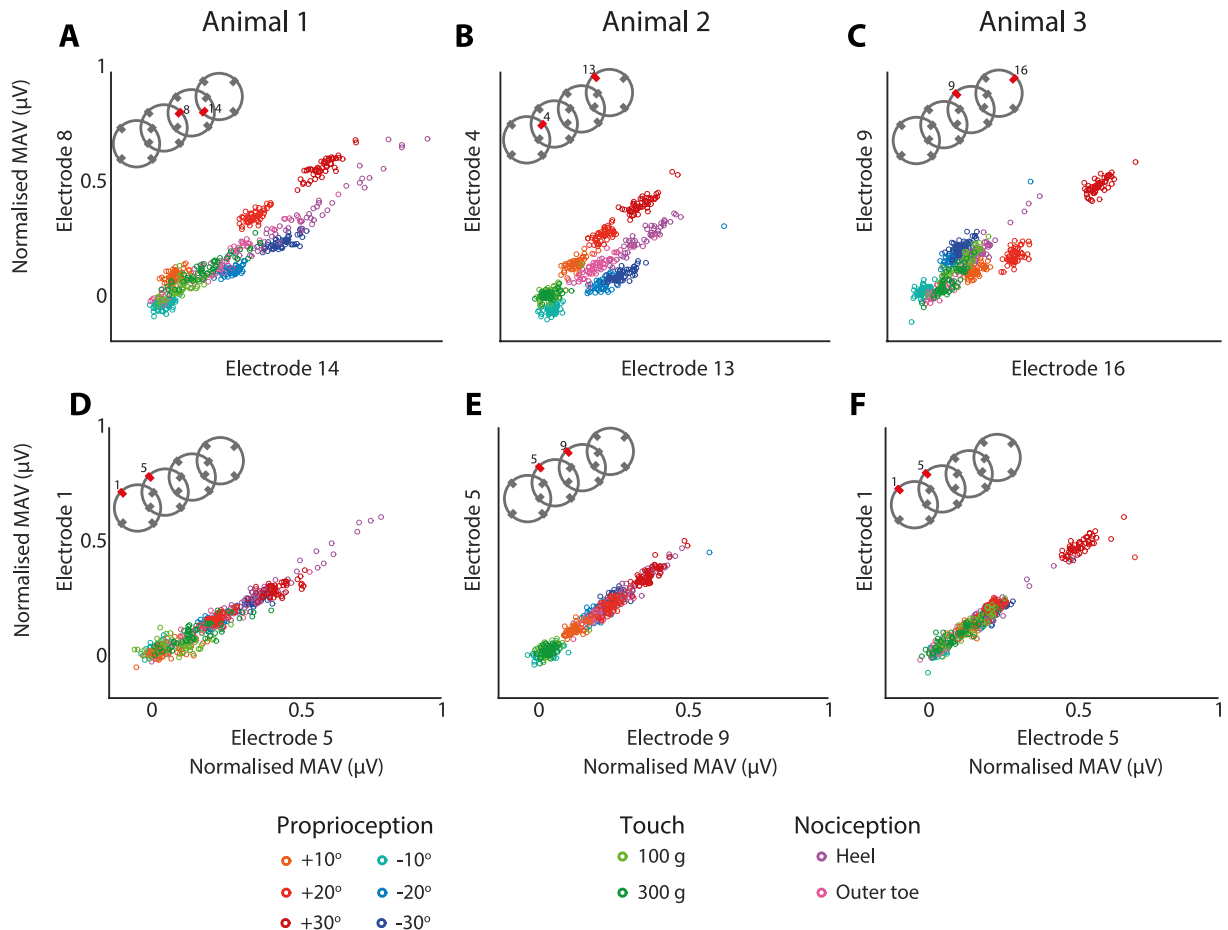 Animal 1
Animal 2
Animal 3
A
B
C
Normalised MAV (µV)
Electrode 8
1
0.5
0
8
14
Electrode 14
Electrode 4
13
4
Electrode 13
Electrode 9
9
16
Electrode 16
D
E
F
Normalised MAV (µV)
Electrode 1
1
0.5
0
1
5
0
0.5
1
Electrode 5
Normalised MAV (µV)
Electrode 5
5
9
0
0.5
1
Electrode 9
Normalised MAV (µV)
Electrode 1
1
5
0
0.5
1
Electrode 5
Normalised MAV (µV)
Proprioception
+10° -10°
+20° -20°
+30° -30°
Touch
100 g
300 g
Nociception
Heel
Outer toe